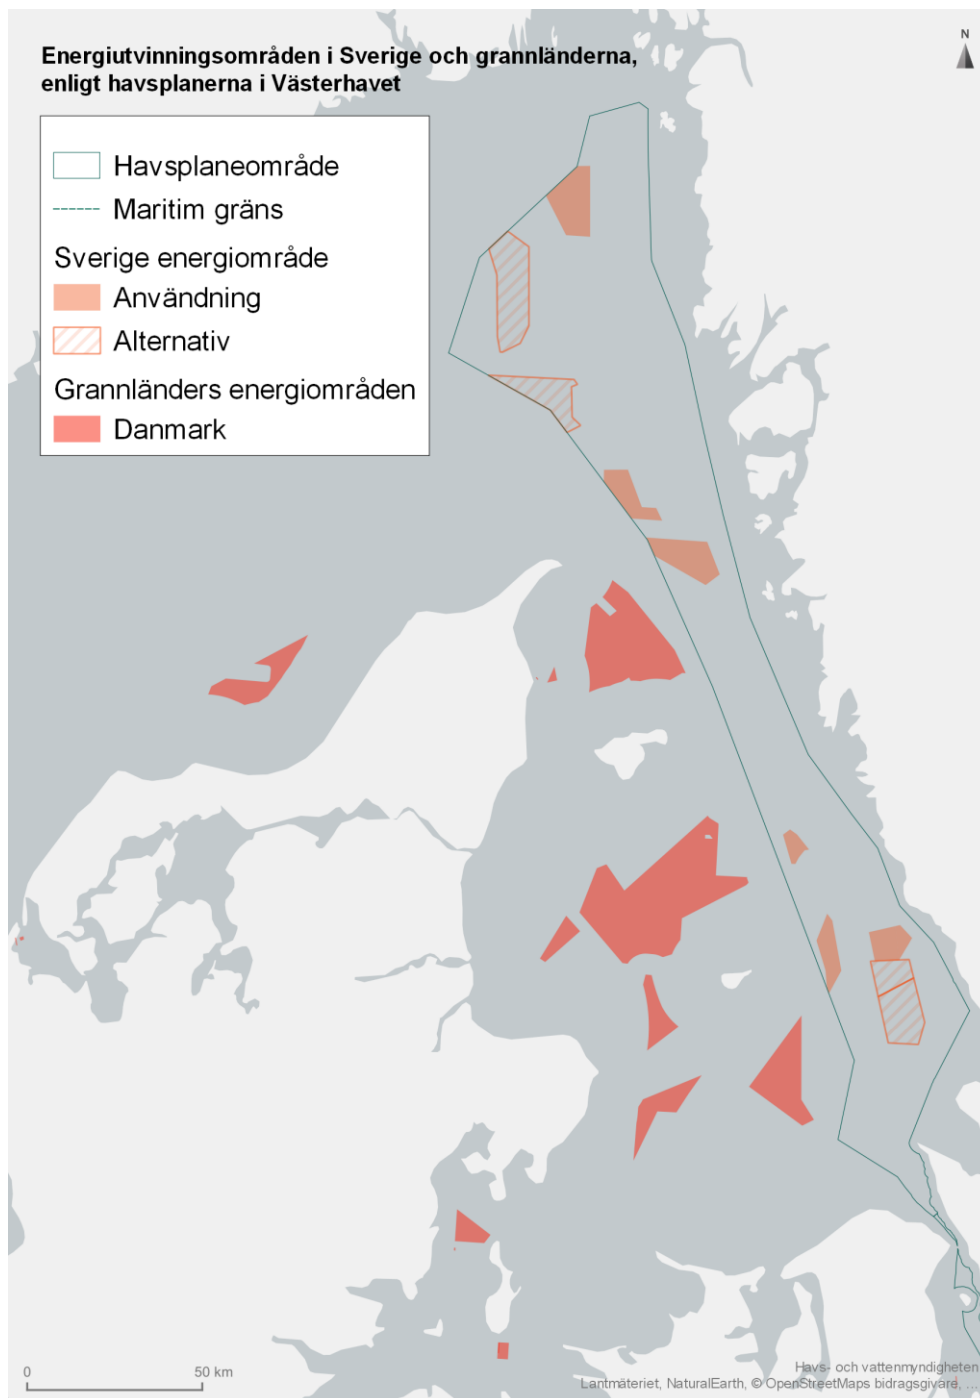 Energiutvinningsområden i Sverige och grannländerna,
enligt havsplanerna i Västerhavet
N
Havsplaneområde
Maritim gräns
Sverige energiområde
Användning
Alternativ
Grannländers energiområden
Danmark
0 50 km
Havs- och vattenmyndigheten
Lantmäteriet, NaturalEarth, © OpenStreetMaps bidragsgivare, ...